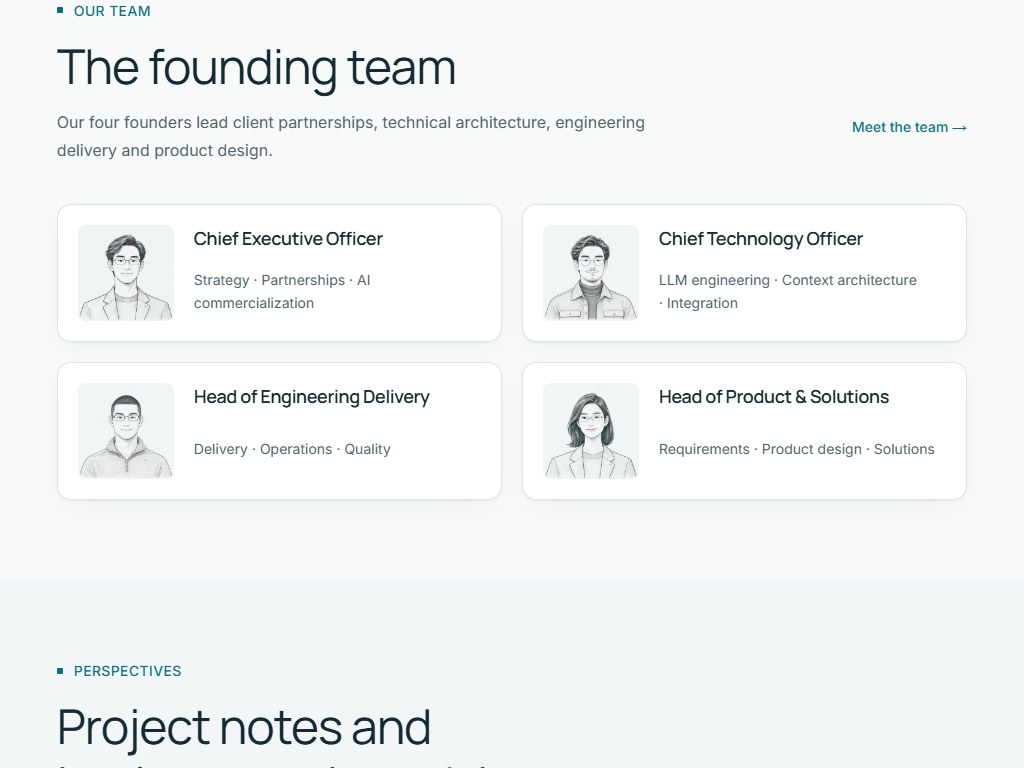 OUR TEAM
The founding team
Our four founders lead client partnerships, technical architecture, engineering
delivery and product design.
Meet the team →
Chief Executive Officer
Strategy · Partnerships · AI
commercialization
Chief Technology Officer
LLM engineering · Context architecture
· Integration
Head of Engineering Delivery
Delivery · Operations · Quality
Head of Product & Solutions
Requirements · Product design · Solutions
PERSPECTIVES
Project notes and